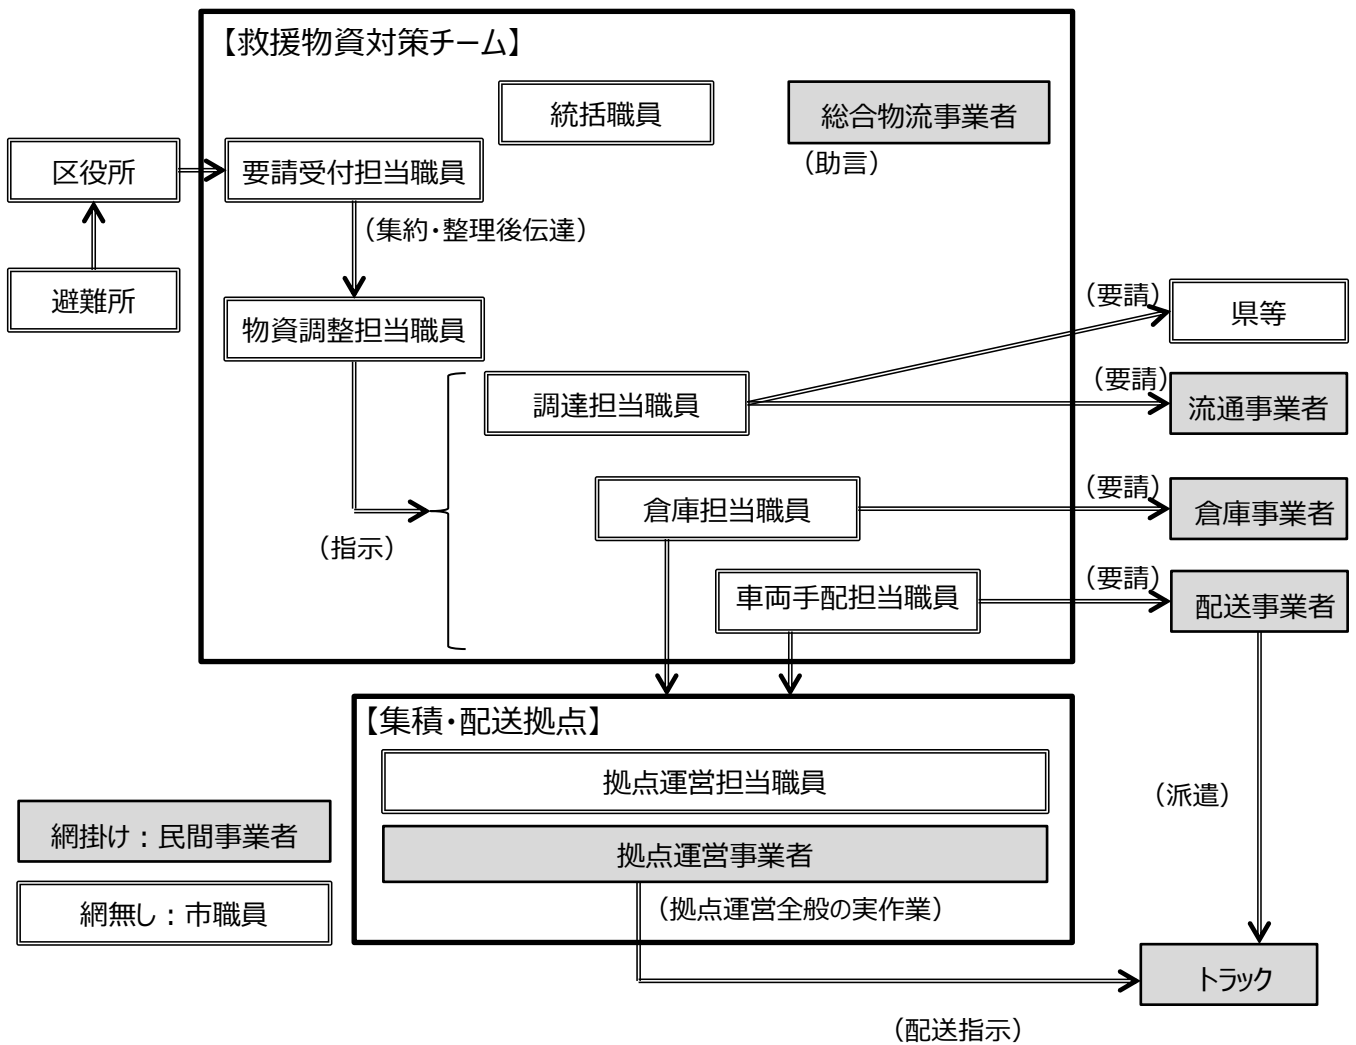 【救援物資対策チーム】
統括職員
総合物流事業者
（助言）
区役所
要請受付担当職員
（集約・整理後伝達）
避難所
物資調整担当職員
（要請）
県等
調達担当職員
（要請）
流通事業者
倉庫担当職員
（要請）
倉庫事業者
（指示）
車両手配担当職員
（要請）
配送事業者
【集積・配送拠点】
拠点運営担当職員
（派遣）
網掛け：民間事業者
拠点運営事業者
網無し：市職員
（拠点運営全般の実作業）
トラック
（配送指示）